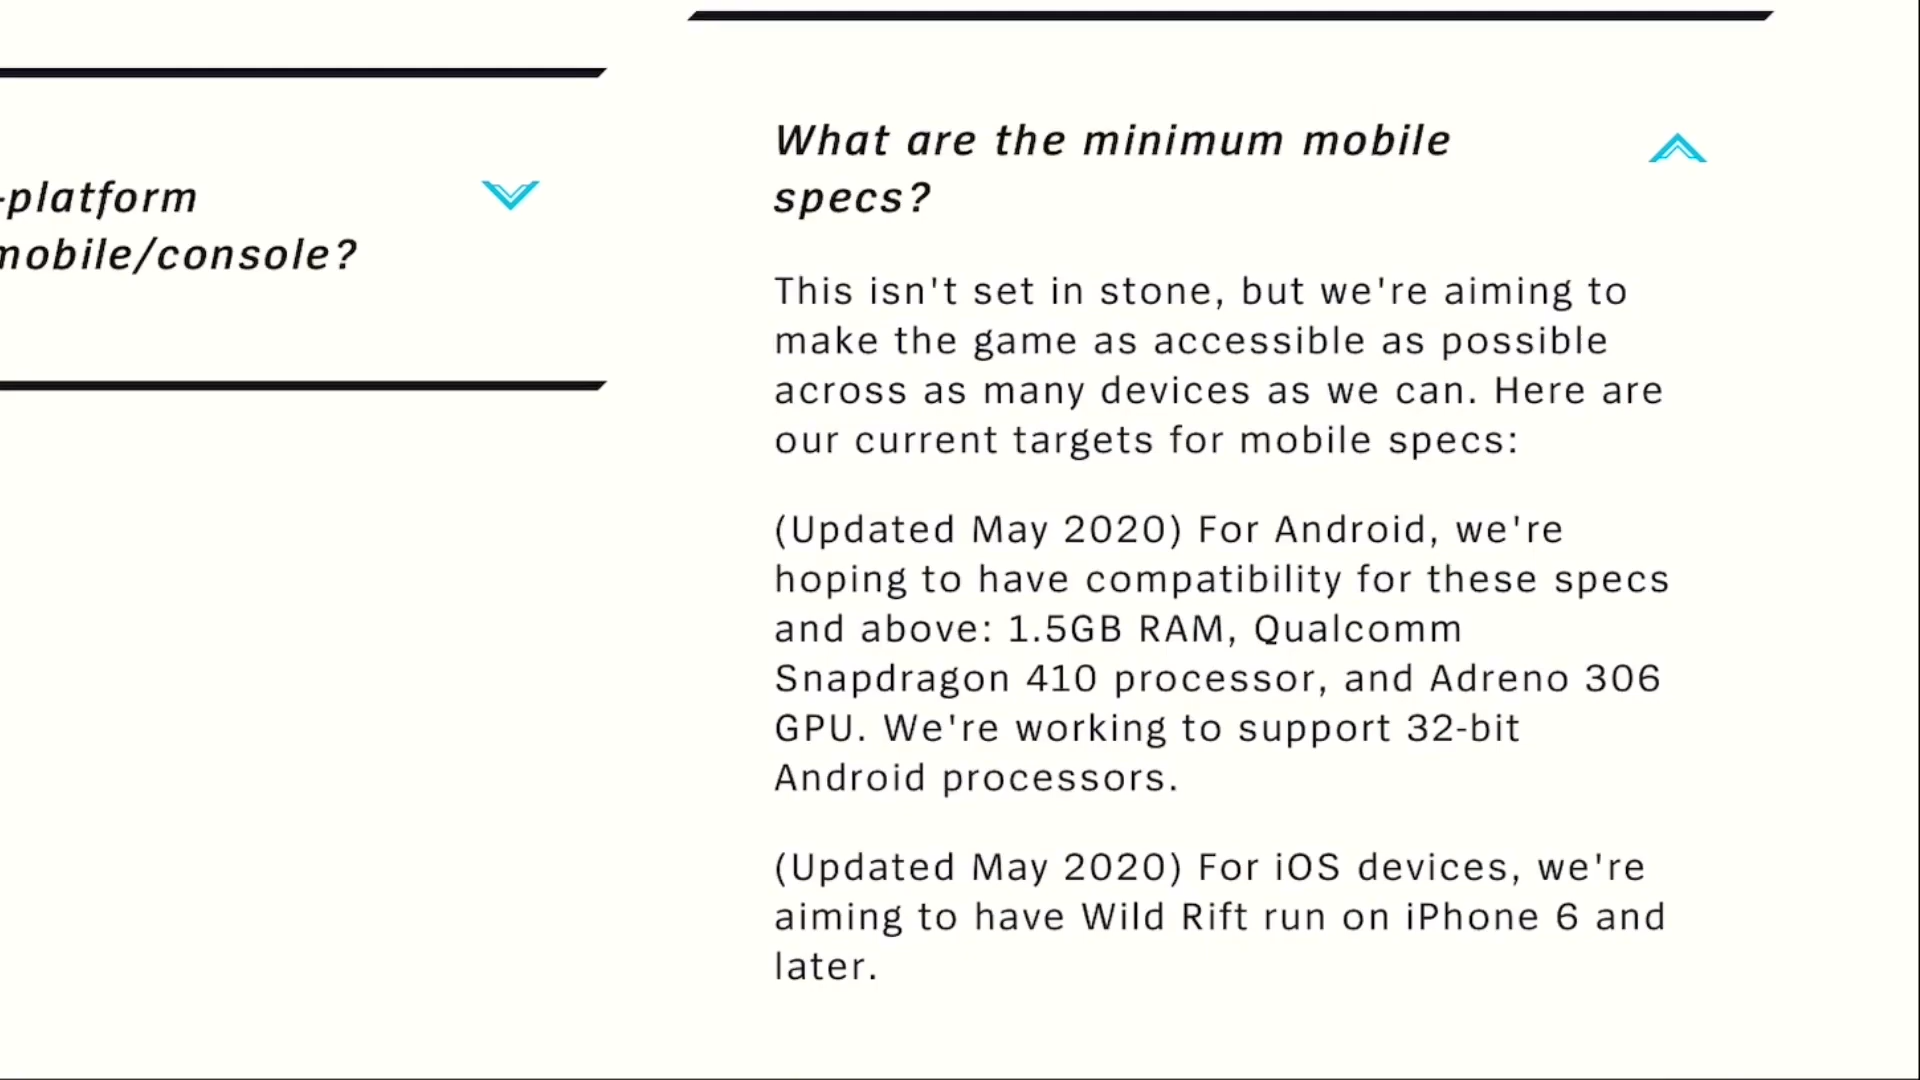 -platform
mobile/console?
What are the minimum mobile
specs?
This isn't set in stone, but we're aiming to
make the game as accessible as possible
across as many devices as we can. Here are
our current targets for mobile specs:
(Updated May 2020) For Android, we're
hoping to have compatibility for these specs
and above: 1.5GB RAM, Qualcomm
Snapdragon 410 processor, and Adreno 306
GPU. We're working to support 32-bit
Android processors.
(Updated May 2020) For iOS devices, we're
aiming to have Wild Rift run on iPhone 6 and
later.